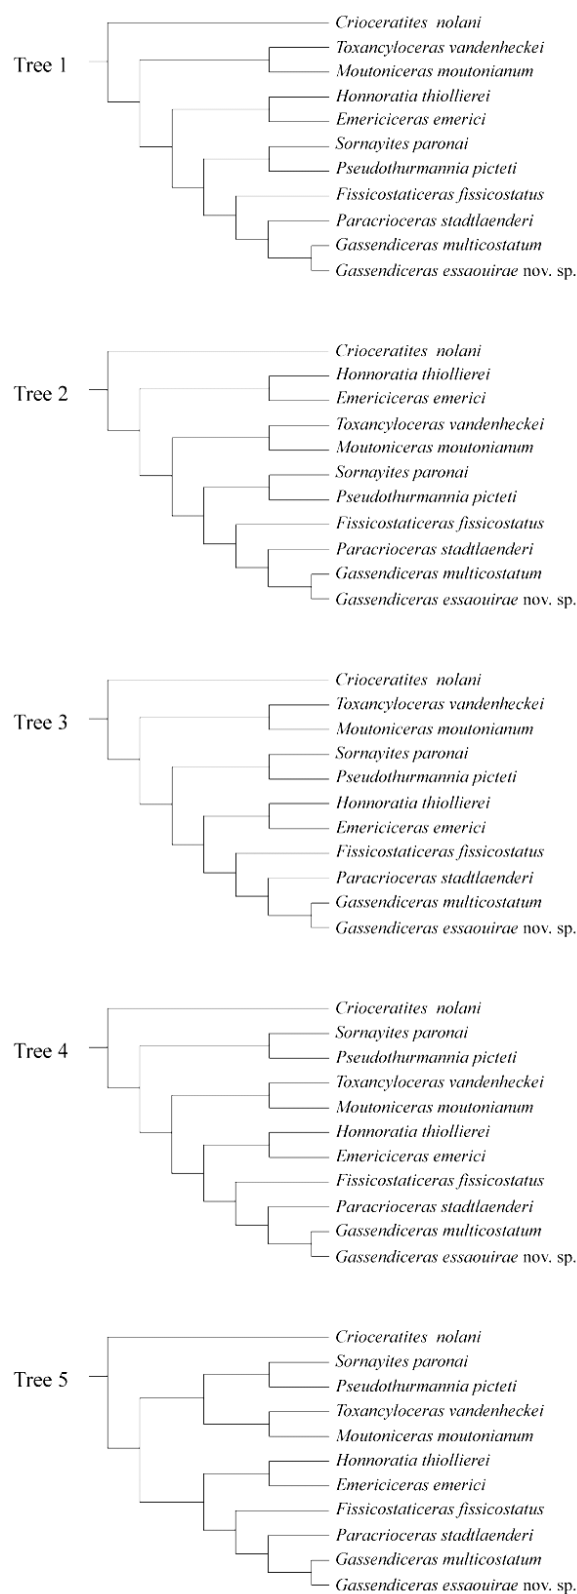 Crioceratites nolani
Toxancyloceras vandenheckei
Tree 1
Moutoniceras moutonianum
Honnoratia thiollierei
Emericiceras emerici
Sornayites paronai
Pseudothurmannia picteti
Fissicostaticeras fissicostatus
Paracrioceras stadtlaenderi
Gassendiceras multicostatum
Gassendiceras essaouirae nov. sp.
Crioceratites nolani
Honnoratia thiollierei
Tree 2
Emericiceras emerici
Toxancyloceras vandenheckei
Moutoniceras moutonianum
Sornayites paronai
Pseudothurmannia picteti
Fissicostaticeras fissicostatus
Paracrioceras stadtlaenderi
Gassendiceras multicostatum
Gassendiceras essaouirae nov. sp.
Crioceratites nolani
Toxancyloceras vandenheckei
Tree 3
Moutoniceras moutonianum
Sornayites paronai
Pseudothurmannia picteti
Honnoratia thiollierei
Emericiceras emerici
Fissicostaticeras fissicostatus
Paracrioceras stadtlaenderi
Gassendiceras multicostatum
Gassendiceras essaouirae nov. sp.
Crioceratites nolani
Sornayites paronai
Tree 4
Pseudothurmannia picteti
Toxancyloceras vandenheckei
Moutoniceras moutonianum
Honnoratia thiollierei
Emericiceras emerici
Fissicostaticeras fissicostatus
Paracrioceras stadtlaenderi
Gassendiceras multicostatum
Gassendiceras essaouirae nov. sp.
Crioceratites nolani
Sornayites paronai
Tree 5
Pseudothurmannia picteti
Toxancyloceras vandenheckei
Moutoniceras moutonianum
Honnoratia thiollierei
Emericiceras emerici
Fissicostaticeras fissicostatus
Paracrioceras stadtlaenderi
Gassendiceras multicostatum
Gassendiceras essaouirae nov. sp.